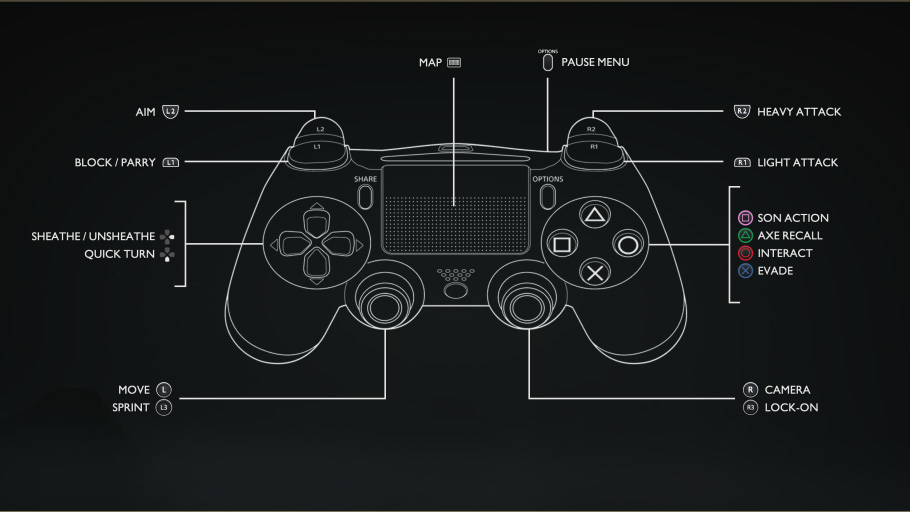 OPTIONS
MAP
PAUSE MENU
AIM L2
R2 HEAVY ATTACK
L2
R2
L1
R1
BLOCK / PARRY L1
R1 LIGHT ATTACK
SHARE
OPTIONS
SHEATHE / UNSHEATHE
QUICK TURN
SON ACTION
AXE RECALL
INTERACT
EVADE
MOVE L
SPRINT L3
R CAMERA
R3 LOCK-ON